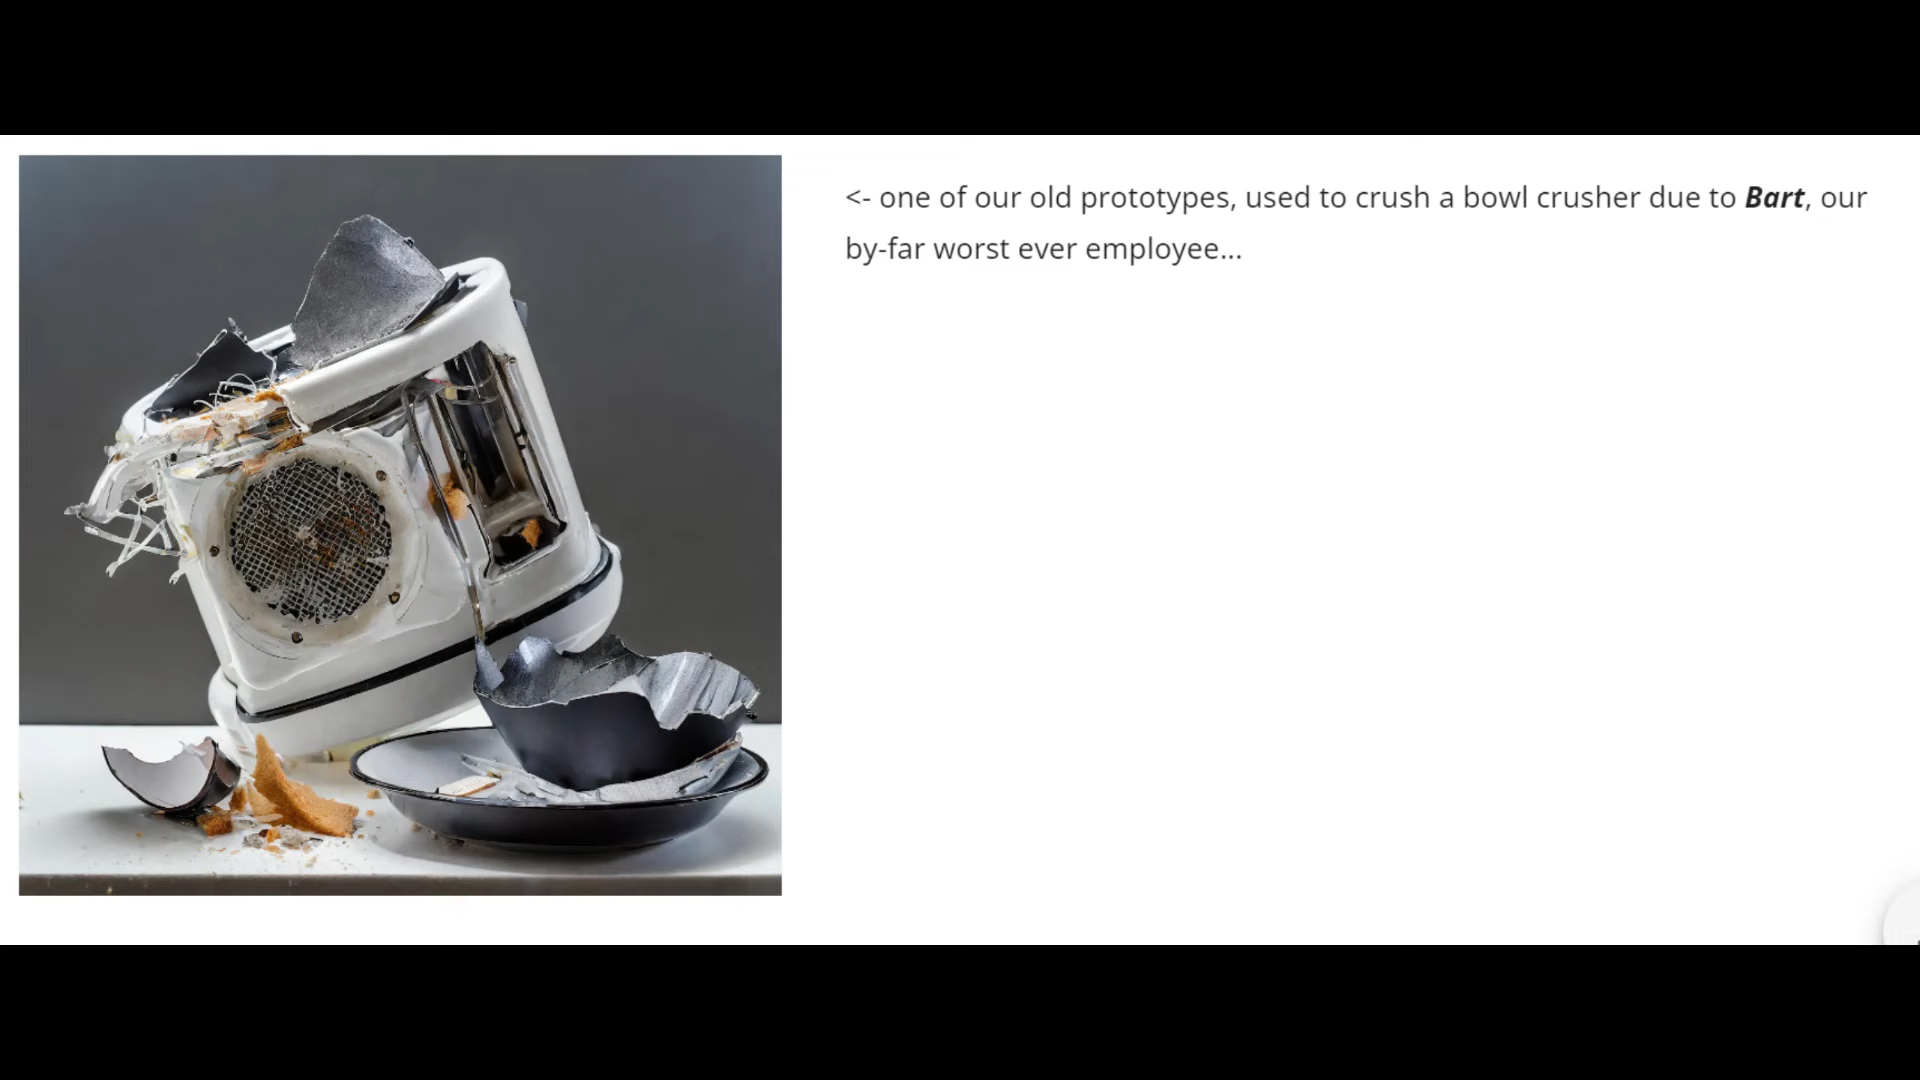 <- one of our old prototypes, used to crush a bowl crusher due to Bart, our
by-far worst ever employee...